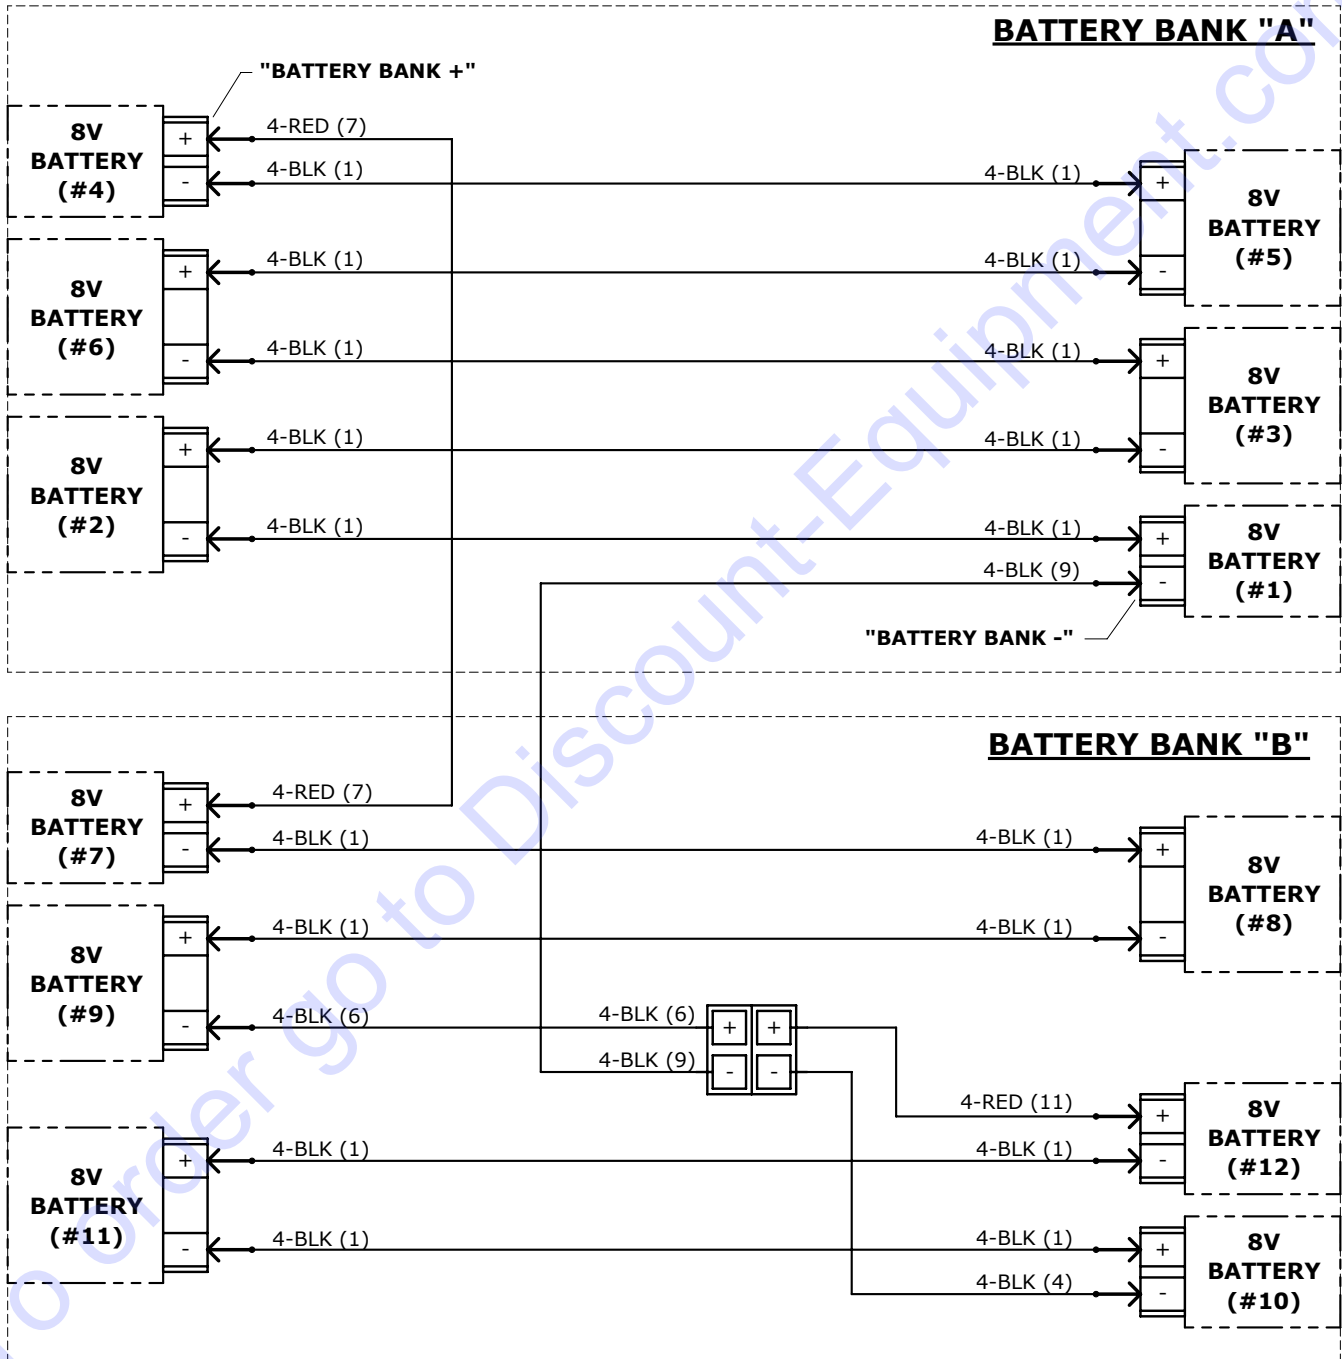 BATTERY BANK "A"
"BATTERY BANK +"
8V
BATTERY
(#4)
+
-
4-RED (7)
4-BLK (1)
4-BLK (1)
+
-
8V
BATTERY
(#5)
8V
BATTERY
(#6)
+
-
4-BLK (1)
4-BLK (1)
4-BLK (1)
4-BLK (1)
+
-
8V
BATTERY
(#3)
8V
BATTERY
(#2)
+
-
4-BLK (1)
4-BLK (1)
4-BLK (1)
4-BLK (1)
4-BLK (9)
+
-
8V
BATTERY
(#1)
"BATTERY BANK -"
BATTERY BANK "B"
8V
BATTERY
(#7)
+
-
4-RED (7)
4-BLK (1)
4-BLK (1)
4-BLK (1)
+
-
8V
BATTERY
(#8)
8V
BATTERY
(#9)
+
-
4-BLK (1)
4-BLK (6)
4-BLK (6)
4-BLK (9)
+ +
- -
4-RED (11)
4-BLK (1)
+
-
8V
BATTERY
(#12)
8V
BATTERY
(#11)
+
-
4-BLK (1)
4-BLK (1)
4-BLK (1)
4-BLK (4)
+
-
8V
BATTERY
(#10)
o order go to Discount-Equipment.com